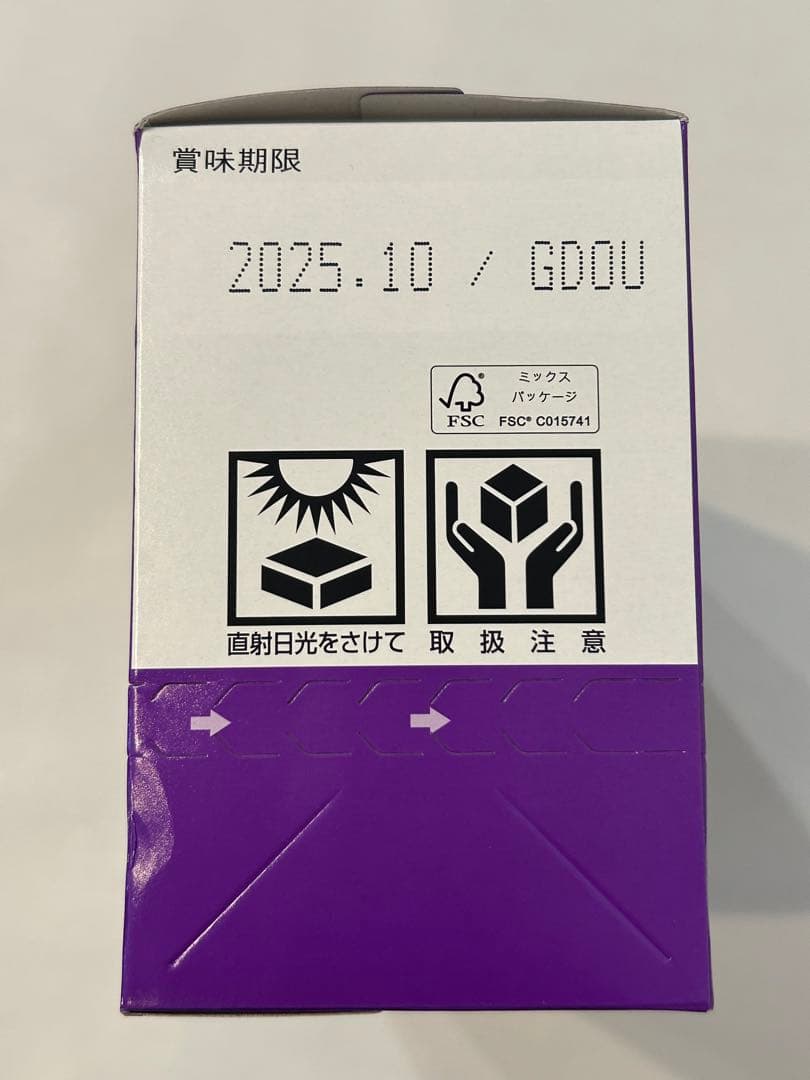 賞味期限
2025.10 / GDOU
ミックス
パッケージ
FSC
FSC® C015741
直射日光をさけて
取扱注意